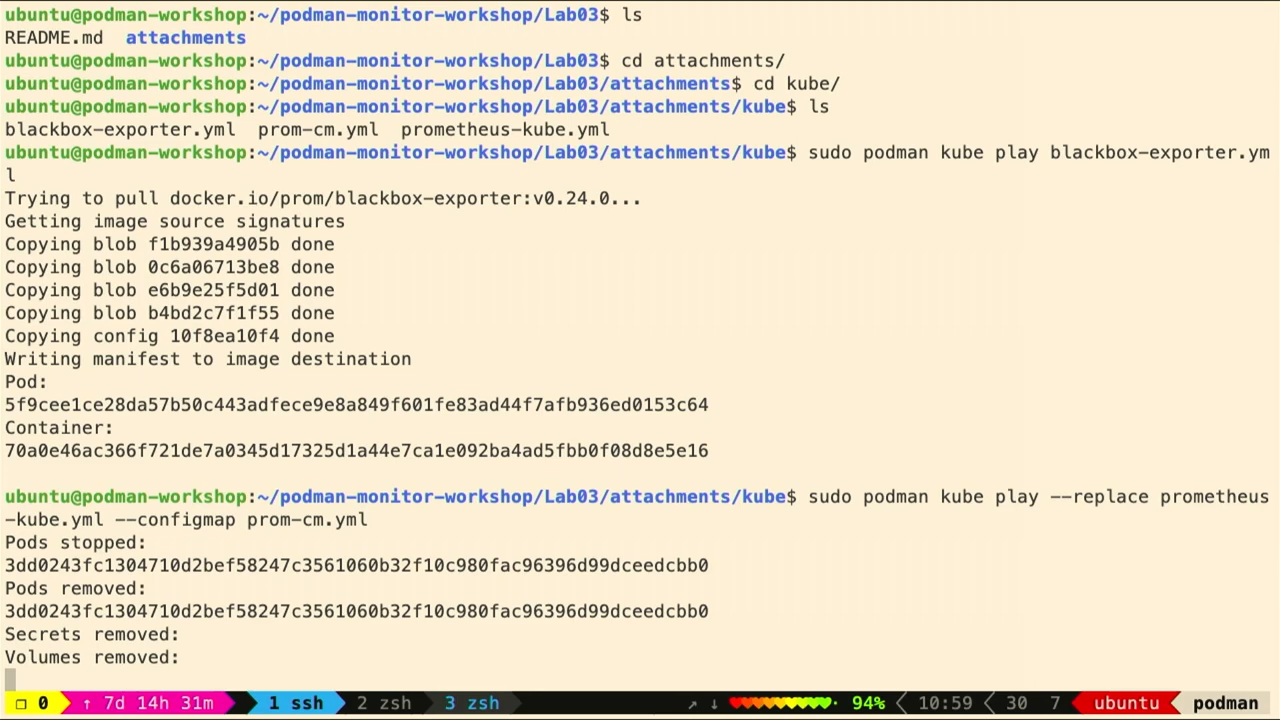 ubuntu@podman-workshop:~/podman-monitor-workshop/Lab03$ ls
README.md  attachments
ubuntu@podman-workshop:~/podman-monitor-workshop/Lab03$ cd attachments/
ubuntu@podman-workshop:~/podman-monitor-workshop/Lab03/attachments$ cd kube/
ubuntu@podman-workshop:~/podman-monitor-workshop/Lab03/attachments/kube$ ls
blackbox-exporter.yml  prom-cm.yml  prometheus-kube.yml
ubuntu@podman-workshop:~/podman-monitor-workshop/Lab03/attachments/kube$ sudo podman kube play blackbox-exporter.ym
l
Trying to pull docker.io/prom/blackbox-exporter:v0.24.0...
Getting image source signatures
Copying blob f1b939a4905b done
Copying blob 0c6a06713be8 done
Copying blob e6b9e25f5d01 done
Copying blob b4bd2c7f1f55 done
Copying config 10f8ea10f4 done
Writing manifest to image destination
Pod:
5f9cee1ce28da57b50c443adfece9e8a849f601fe83ad44f7afb936ed0153c64
Container:
70a0e46ac366f721de7a0345d17325d1a44e7ca1e092ba4ad5fbb0f08d8e5e16
ubuntu@podman-workshop:~/podman-monitor-workshop/Lab03/attachments/kube$ sudo podman kube play --replace prometheus
-kube.yml --configmap prom-cm.yml
Pods stopped:
3dd0243fc1304710d2bef58247c3561060b32f10c980fac96396d99dceedcbb0
Pods removed:
3dd0243fc1304710d2bef58247c3561060b32f10c980fac96396d99dceedcbb0
Secrets removed:
Volumes removed:
❐ 0 ↑ 7d 14h 31m 1 ssh 2 zsh 3 zsh ↗ ↓ ♥♥♥♥♥♥♥♥♥· 94% 10:59 30 7 ubuntu podman